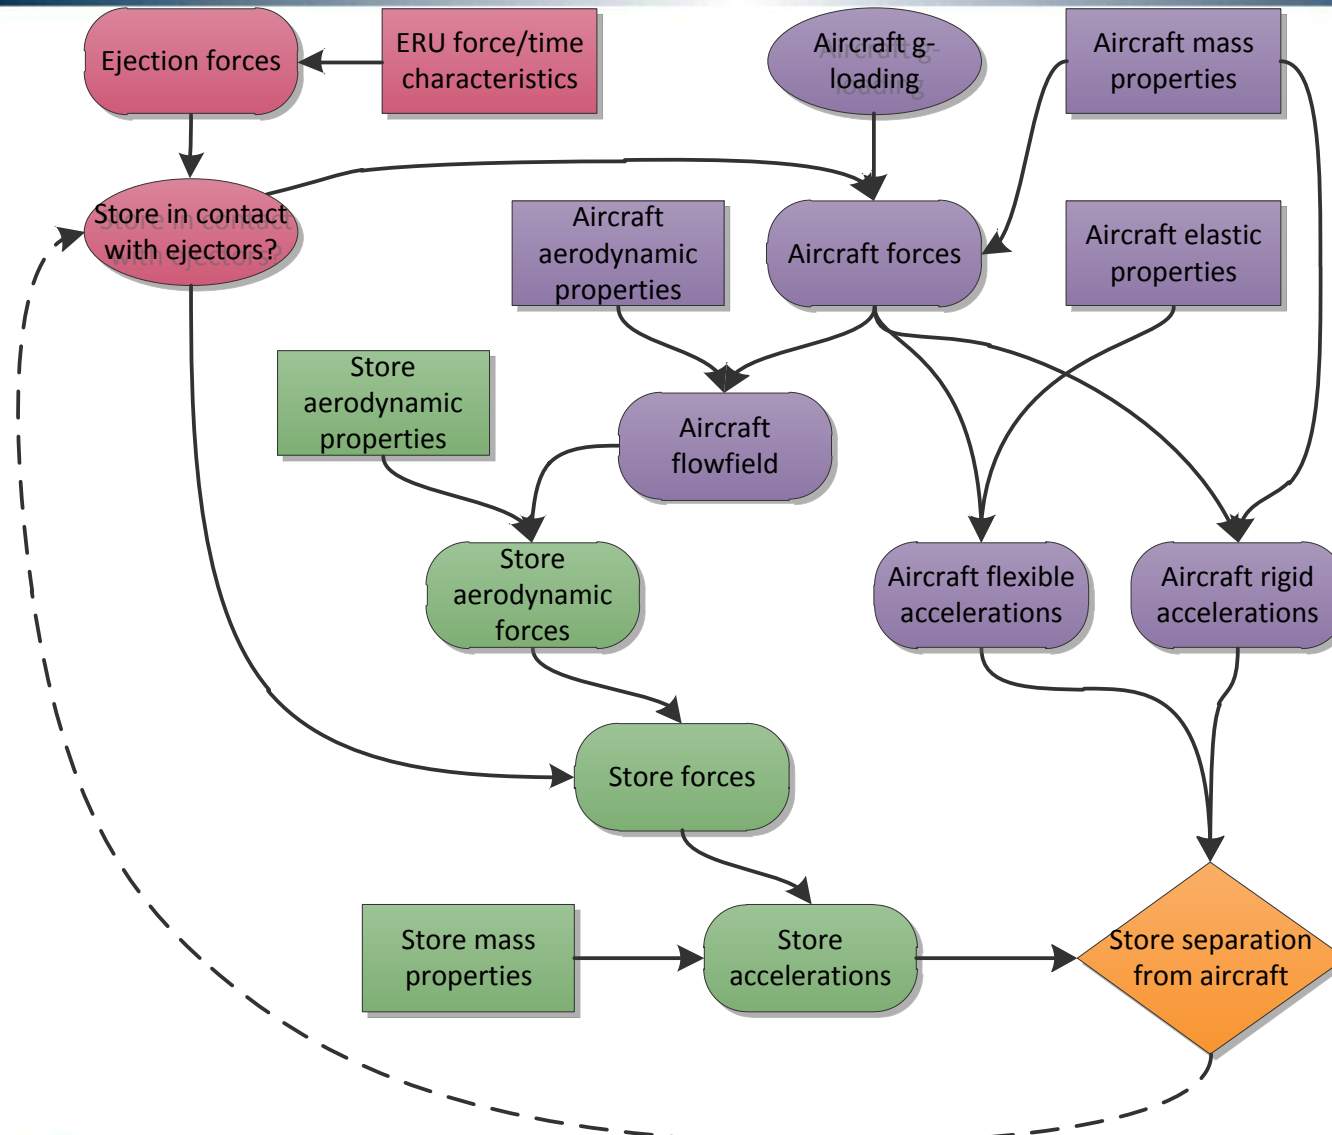 Ejection forces
ERU force/time
characteristics
Aircraft g-
loading
Aircraft mass
properties
Store in contact
with ejectors?
Aircraft
aerodynamic
properties
Aircraft forces
Aircraft elastic
properties
Store
aerodynamic
properties
Aircraft
flowfield
Store
aerodynamic
forces
Aircraft flexible
accelerations
Aircraft rigid
accelerations
Store forces
Store mass
properties
Store
accelerations
Store separation
from aircraft